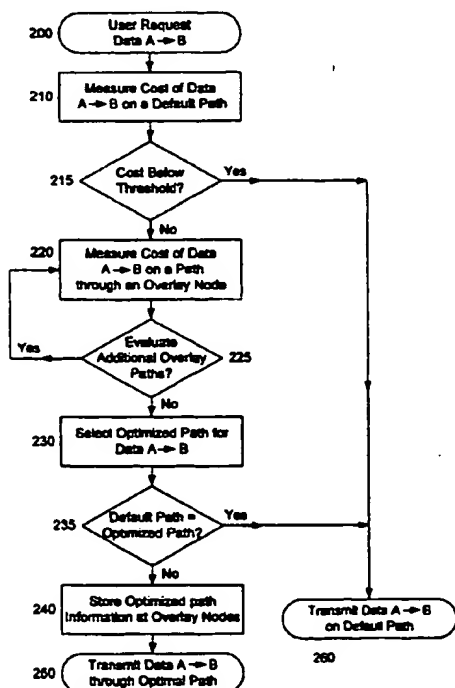 200
User Request
Data A → B
210
Measure Cost of Data
A → B on a Default Path
215
Cost Below
Threshold?
Yes
No
220
Measure Cost of Data
A → B on a Path
through an Overlay Node
Yes
Evaluate
Additional Overlay
Paths?
225
No
230
Select Optimized Path for
Data A → B
235
Default Path =
Optimized Path?
Yes
No
240
Store Optimized path
Information at Overlay Nodes
Transmit Data A → B
on Default Path
250
Transmit Data A → B
through Optimal Path
260